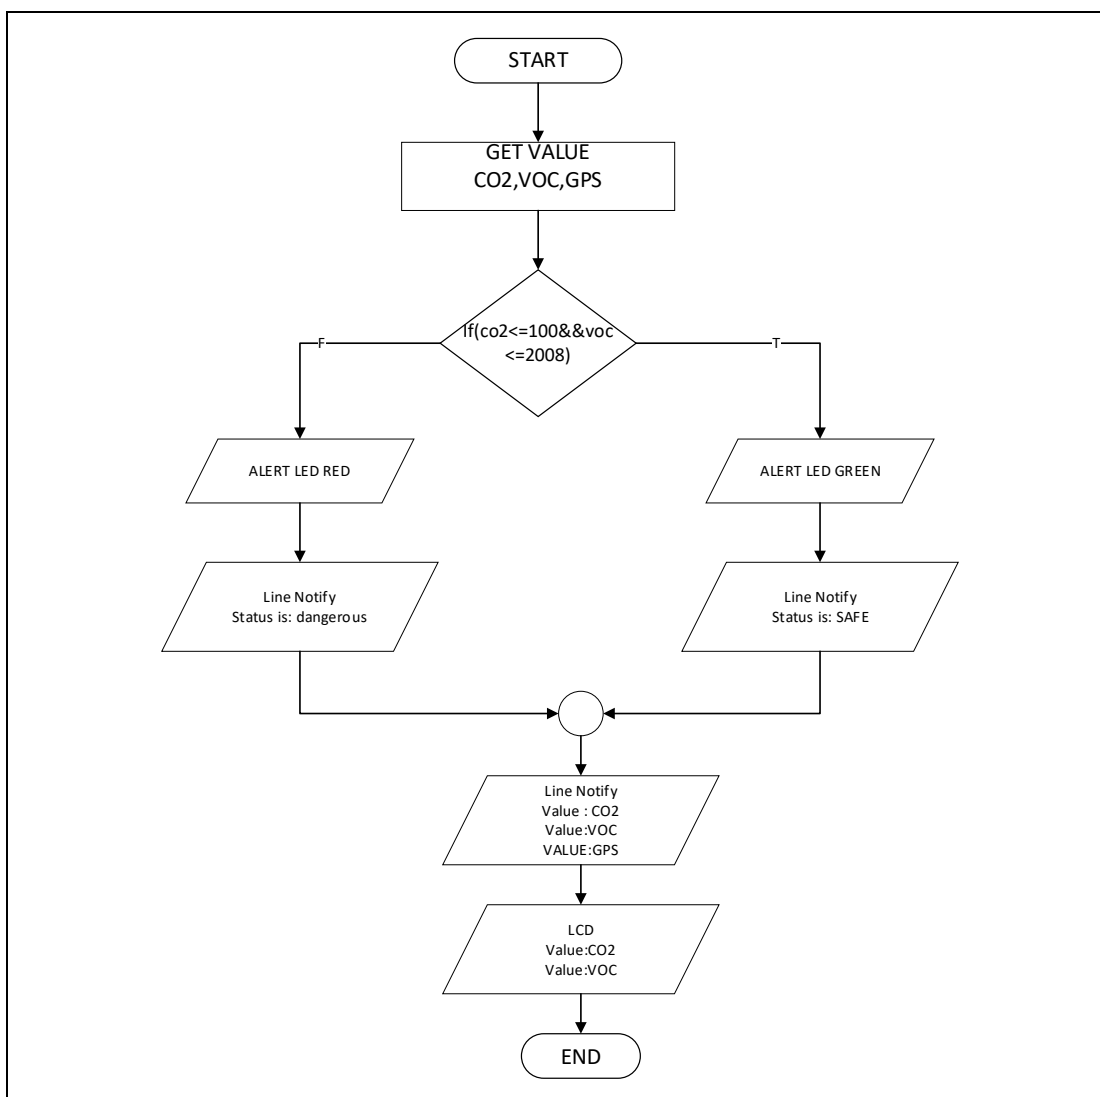 START
GET VALUE
CO2,VOC,GPS
If(co2<=100&&voc
<=2008)
F
T
ALERT LED RED
ALERT LED GREEN
Line Notify
Status is: dangerous
Line Notify
Status is: SAFE
Line Notify
Value : CO2
Value:VOC
VALUE:GPS
LCD
Value:CO2
Value:VOC
END